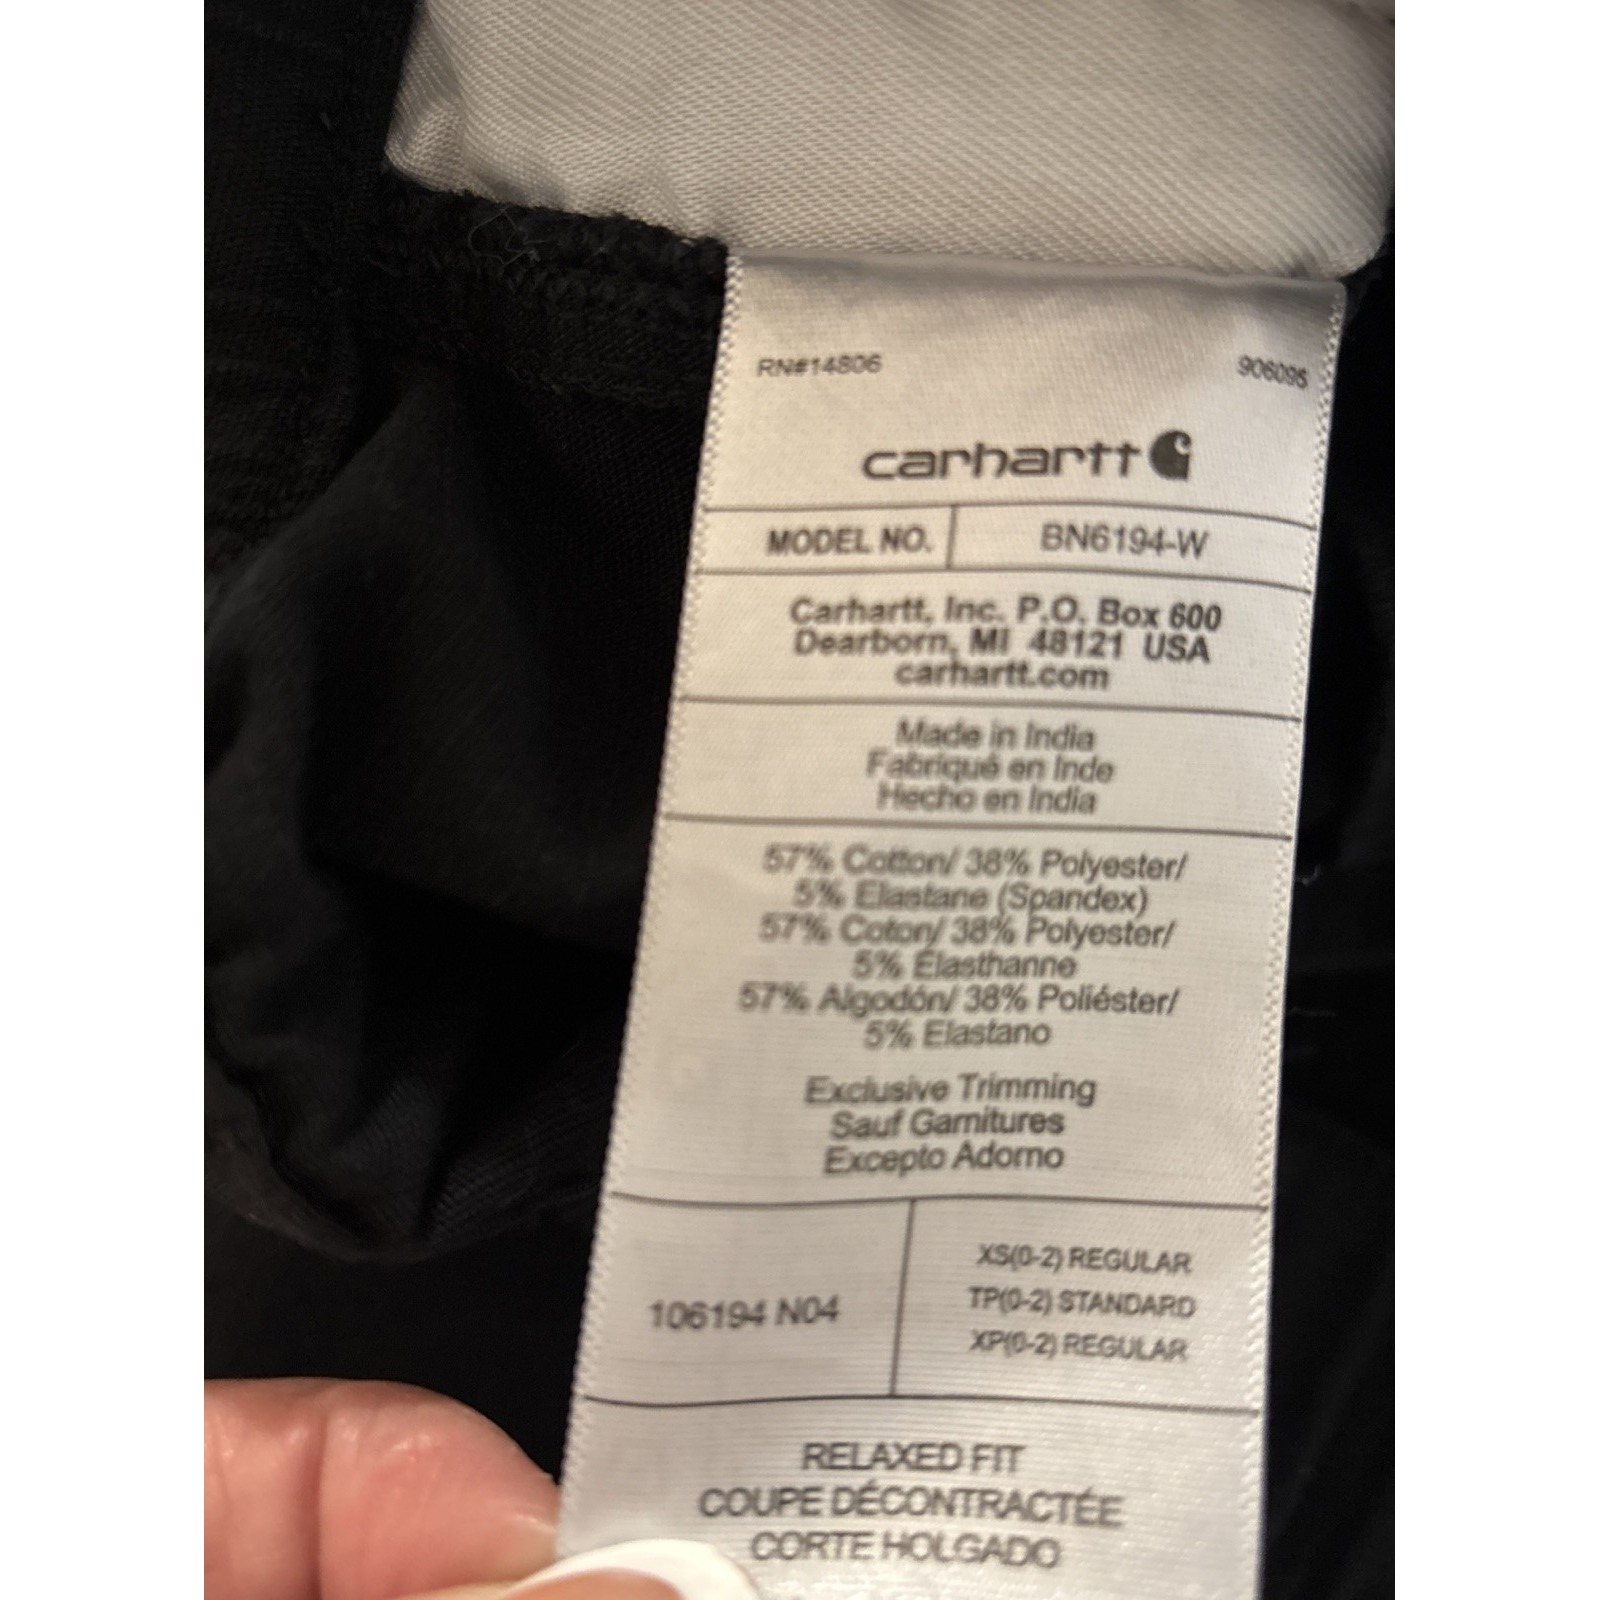 RN#14806 906095
carhartt
MODEL NO. BN6194-W
Carhartt, Inc. P.O. Box 600
Dearborn, MI 48121 USA
carhartt.com
Made in India
Fabriqué en Inde
Hecho en India
57% Cotton/ 38% Polyester/
5% Elastane (Spandex)
57% Coton/ 38% Polyester/
5% Élasthanne
57% Algodón/ 38% Poliéster/
5% Elastano
Exclusive Trimming
Sauf Garnitures
Excepto Adorno
106194 N04
XS(0-2) REGULAR
TP(0-2) STANDARD
XP(0-2) REGULAR
RELAXED FIT
COUPE DÉCONTRACTÉE
CORTE HOLGADO